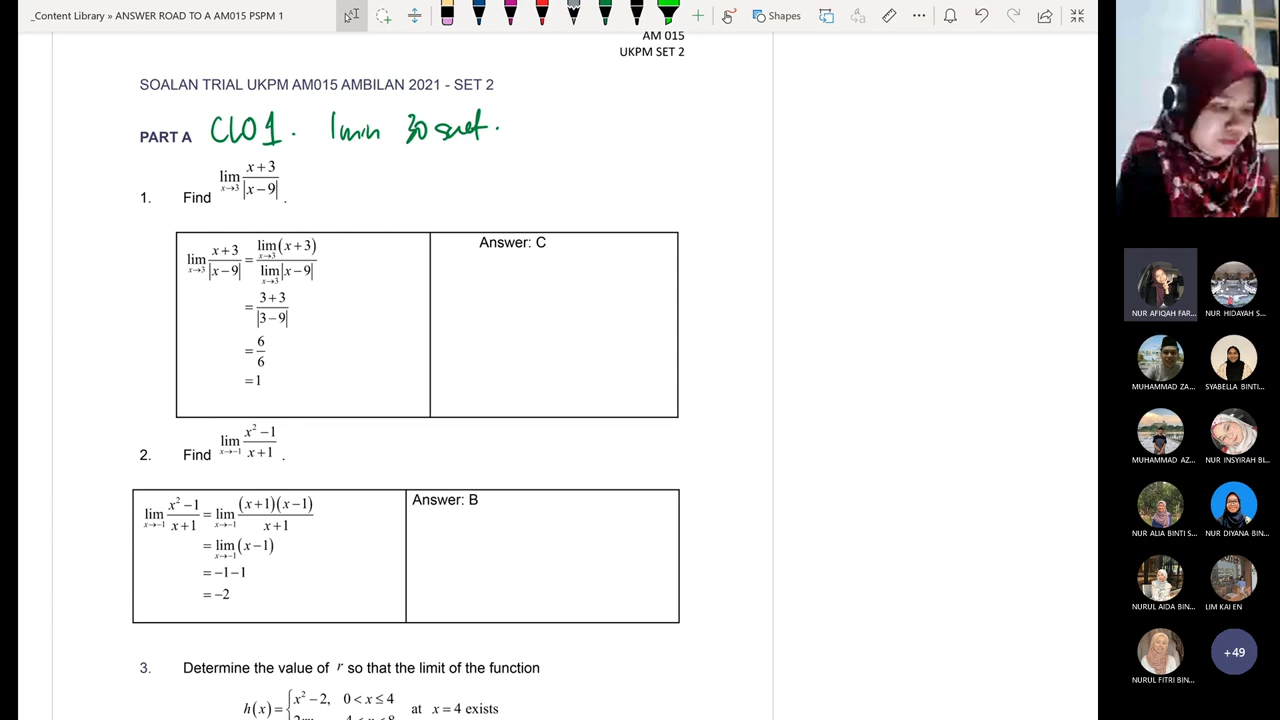 _Content Library » ANSWER ROAD TO A AM015 PSPM 1
Shapes
AM 015
UKPM SET 2
SOALAN TRIAL UKPM AM015 AMBILAN 2021 - SET 2
PART A CLO1. 1 min 30 saat.
1. Find lim x→3 (x+3)/|x−9| .
lim x→3 (x+3)/|x−9| = lim x→3 (x+3) / lim x→3 |x−9|
= (3+3)/|3−9|
= 6/6
=1
Answer: C
2. Find lim x→−1 (x²−1)/(x+1) .
lim x→−1 (x²−1)/(x+1) = lim x→−1 (x+1)(x−1)/(x+1)
= lim x→−1 (x−1)
=−1−1
=−2
Answer: B
3. Determine the value of r so that the limit of the function
h(x)={ x²−2, 0<x≤4
at x=4 exists
NUR AFIQAH FAR...
NUR HIDAYAH S...
MUHAMMAD ZA...
SYABELLA BINTI...
MUHAMMAD AZ...
NUR INSYIRAH BI...
NUR ALIA BINTI S...
NUR DIYANA BIN...
NURUL AIDA BIN...
LIM KAI EN
NURUL FITRI BIN...
+49